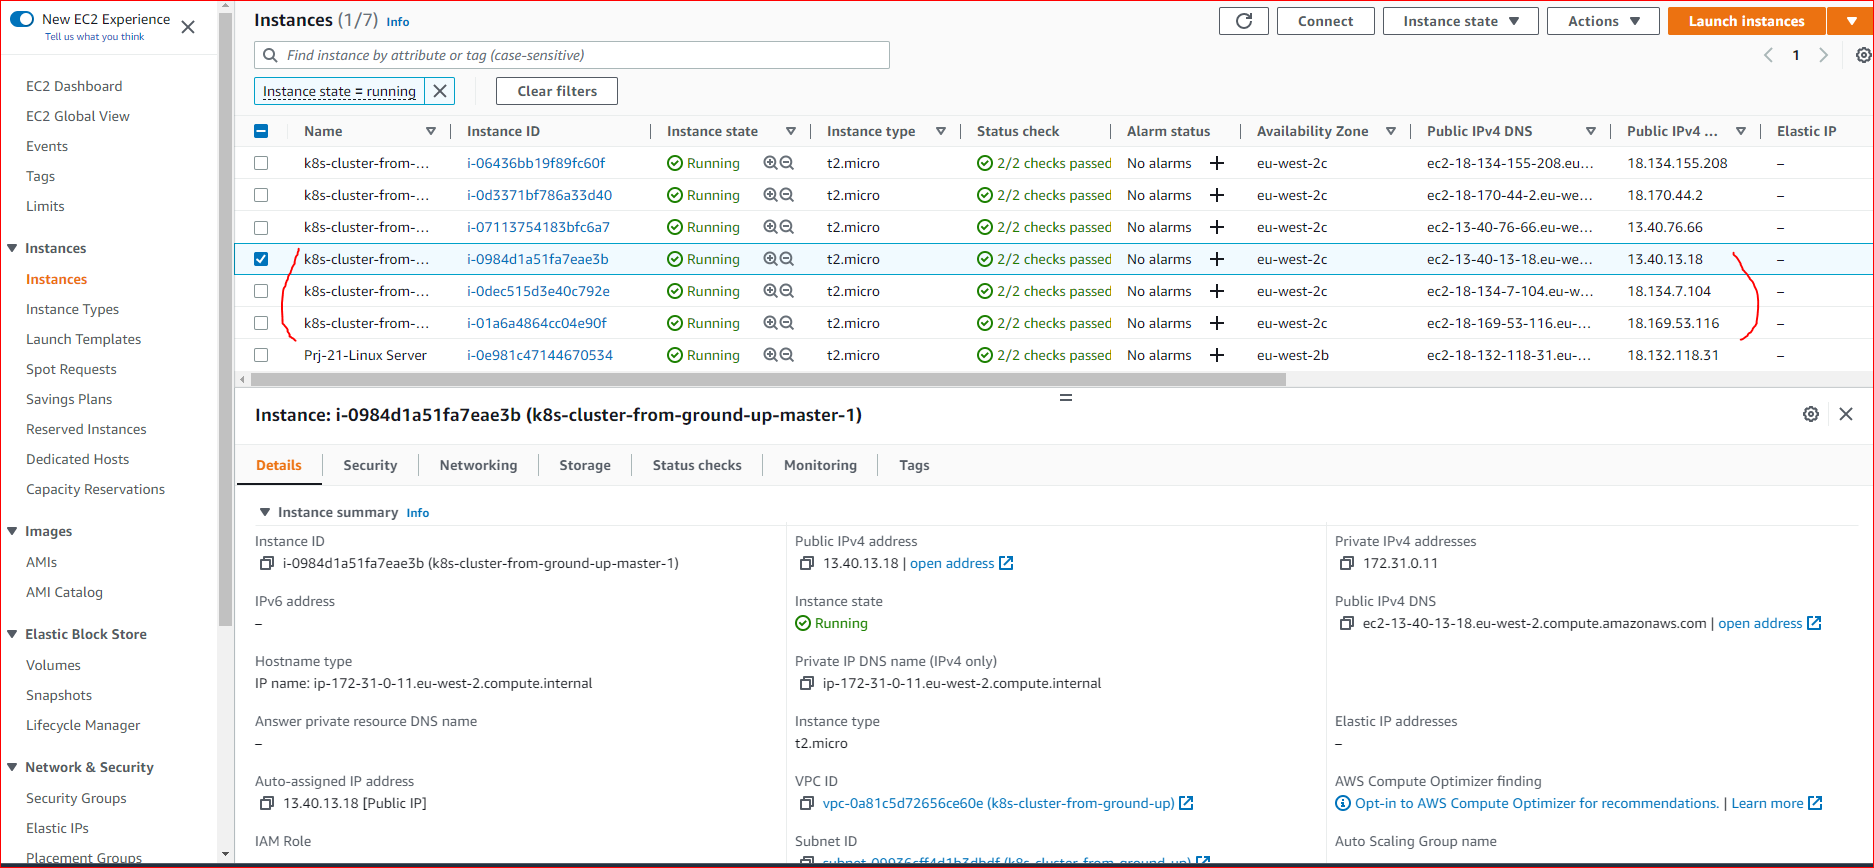 New EC2 Experience
Tell us what you think
EC2 Dashboard
EC2 Global View
Events
Tags
Limits
Instances
Instances
Instance Types
Launch Templates
Spot Requests
Savings Plans
Reserved Instances
Dedicated Hosts
Capacity Reservations
Images
AMIs
AMI Catalog
Elastic Block Store
Volumes
Snapshots
Lifecycle Manager
Network & Security
Security Groups
Elastic IPs
Placement Groups
Instances (1/7) Info
Connect Instance state Actions Launch instances
Find instance by attribute or tag (case-sensitive)
1
Instance state = running Clear filters
Name Instance ID Instance state Instance type Status check Alarm status Availability Zone Public IPv4 DNS Public IPv4 ... Elastic IP
k8s-cluster-from-... i-06436bb19f89fc60f Running t2.micro 2/2 checks passed No alarms eu-west-2c ec2-18-134-155-208.eu... 18.134.155.208 –
k8s-cluster-from-... i-0d3371bf786a33d40 Running t2.micro 2/2 checks passed No alarms eu-west-2c ec2-18-170-44-2.eu-we... 18.170.44.2 –
k8s-cluster-from-... i-07113754183bfc6a7 Running t2.micro 2/2 checks passed No alarms eu-west-2c ec2-13-40-76-66.eu-we... 13.40.76.66 –
k8s-cluster-from-... i-0984d1a51fa7eae3b Running t2.micro 2/2 checks passed No alarms eu-west-2c ec2-13-40-13-18.eu-we... 13.40.13.18 –
k8s-cluster-from-... i-0dec515d3e40c792e Running t2.micro 2/2 checks passed No alarms eu-west-2c ec2-18-134-7-104.eu-w... 18.134.7.104 –
k8s-cluster-from-... i-01a6a4864cc04e90f Running t2.micro 2/2 checks passed No alarms eu-west-2c ec2-18-169-53-116.eu-... 18.169.53.116 –
Prj-21-Linux Server i-0e981c47144670534 Running t2.micro 2/2 checks passed No alarms eu-west-2b ec2-18-132-118-31.eu-... 18.132.118.31 –
Instance: i-0984d1a51fa7eae3b (k8s-cluster-from-ground-up-master-1)
Details Security Networking Storage Status checks Monitoring Tags
Instance summary Info
Instance ID Public IPv4 address Private IPv4 addresses
i-0984d1a51fa7eae3b (k8s-cluster-from-ground-up-master-1) 13.40.13.18 | open address 172.31.0.11
IPv6 address Instance state Public IPv4 DNS
– Running ec2-13-40-13-18.eu-west-2.compute.amazonaws.com | open address
Hostname type Private IP DNS name (IPv4 only)
IP name: ip-172-31-0-11.eu-west-2.compute.internal ip-172-31-0-11.eu-west-2.compute.internal
Answer private resource DNS name Instance type Elastic IP addresses
– t2.micro –
Auto-assigned IP address VPC ID AWS Compute Optimizer finding
13.40.13.18 [Public IP] vpc-0a81c5d72656ce60e (k8s-cluster-from-ground-up) Opt-in to AWS Compute Optimizer for recommendations. | Learn more
IAM Role Subnet ID Auto Scaling Group name